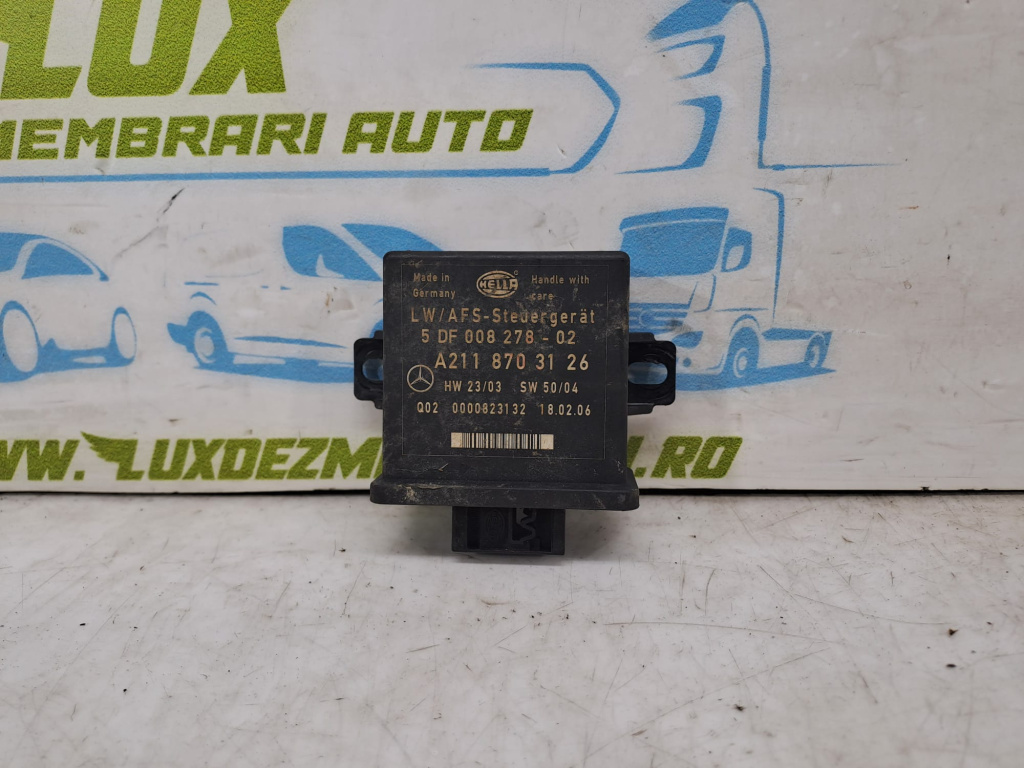 LUX
MEMBRARI AUTO
Made in Germany
HELLA
Handle with care
LW/AFS-Steuergerät
5 DF 008 278 - 02
A211 870 31 26
HW 23/03 SW 50/04
Q02 0000823132 18.02.06
WW.LUXDEZM
.RO